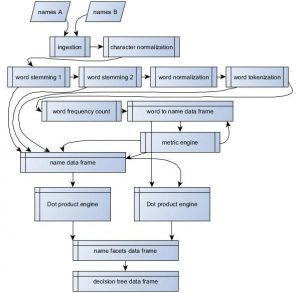 names A
names B
ingestion
character normalization
word stemming 1
word stemming 2
word normalization
word tokenization
word frequency count
word to name data frame
metric engine
name data frame
Dot product engine
Dot product engine
name facets data frame
decision tree data frame